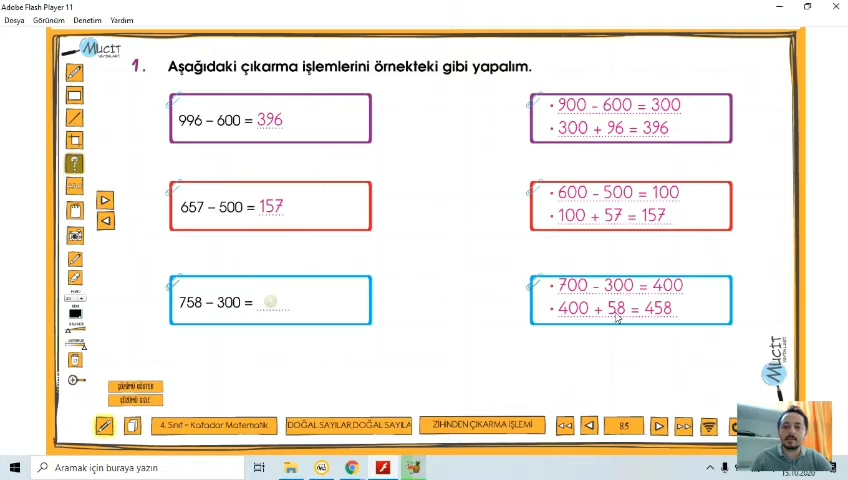 Adobe Flash Player 11
Dosya Görünüm Denetim Yardım
MUCİT
YAYINLARI
1. Aşağıdaki çıkarma işlemlerini örnekteki gibi yapalım.
996 – 600 = 396
• 900 - 600 = 300
• 300 + 96 = 396
657 – 500 = 157
• 600 - 500 = 100
• 100 + 57 = 157
758 – 300 =
• 700 - 300 = 400
• 400 + 58 = 458
MUCİT
YAYINLARI
ÇÖZÜMÜ GÖSTER
ÇÖZÜMÜ GİZLE
4. Sınıf – Kafadar Matematik
DOĞAL SAYILAR,DOĞAL SAYILA
ZİHİNDEN ÇIKARMA İŞLEMİ
85
Aramak için buraya yazın
15.10.2020